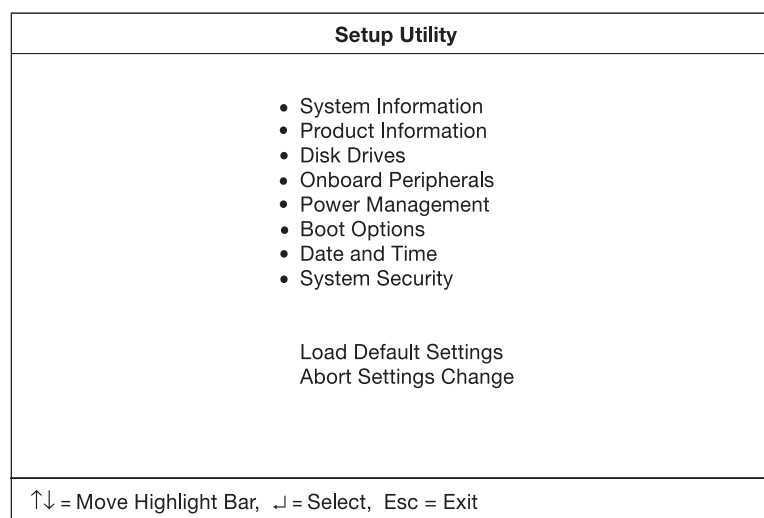 Setup Utility
• System Information
• Product Information
• Disk Drives
• Onboard Peripherals
• Power Management
• Boot Options
• Date and Time
• System Security
Load Default Settings
Abort Settings Change
↑↓ = Move Highlight Bar, ↵ = Select, Esc = Exit